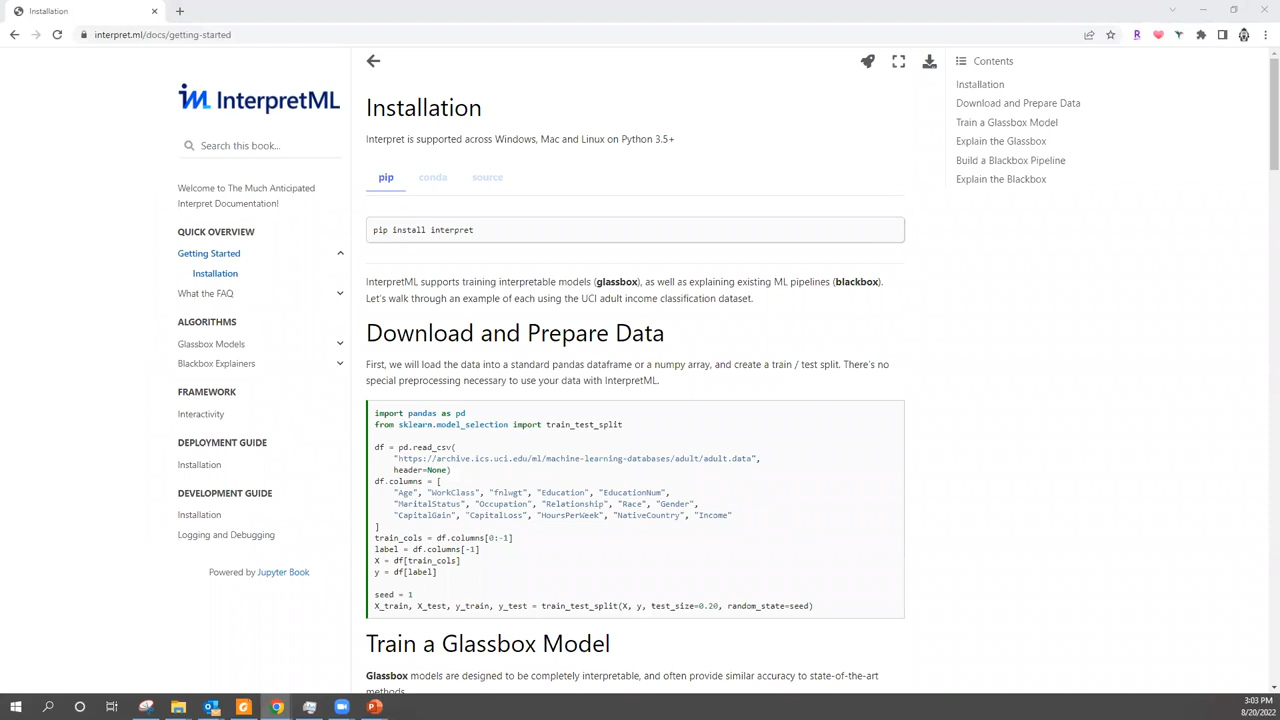 Installation
interpret.ml/docs/getting-started
R
InterpretML
Search this book...
Welcome to The Much Anticipated
Interpret Documentation!
QUICK OVERVIEW
Getting Started
Installation
What the FAQ
ALGORITHMS
Glassbox Models
Blackbox Explainers
FRAMEWORK
Interactivity
DEPLOYMENT GUIDE
Installation
DEVELOPMENT GUIDE
Installation
Logging and Debugging
Powered by Jupyter Book
Installation
Interpret is supported across Windows, Mac and Linux on Python 3.5+
pip conda source
pip install interpret
InterpretML supports training interpretable models (glassbox), as well as explaining existing ML pipelines (blackbox).
Let's walk through an example of each using the UCI adult income classification dataset.
Download and Prepare Data
First, we will load the data into a standard pandas dataframe or a numpy array, and create a train / test split. There's no
special preprocessing necessary to use your data with InterpretML.
import pandas as pd
from sklearn.model_selection import train_test_split
df = pd.read_csv(
"https://archive.ics.uci.edu/ml/machine-learning-databases/adult/adult.data",
header=None)
df.columns = [
"Age", "WorkClass", "fnlwgt", "Education", "EducationNum",
"MaritalStatus", "Occupation", "Relationship", "Race", "Gender",
"CapitalGain", "CapitalLoss", "HoursPerWeek", "NativeCountry", "Income"
]
train_cols = df.columns[0:-1]
label = df.columns[-1]
X = df[train_cols]
y = df[label]
seed = 1
X_train, X_test, y_train, y_test = train_test_split(X, y, test_size=0.20, random_state=seed)
Train a Glassbox Model
Glassbox models are designed to be completely interpretable, and often provide similar accuracy to state-of-the-art
methods.
Contents
Installation
Download and Prepare Data
Train a Glassbox Model
Explain the Glassbox
Build a Blackbox Pipeline
Explain the Blackbox
3:03 PM
8/20/2022